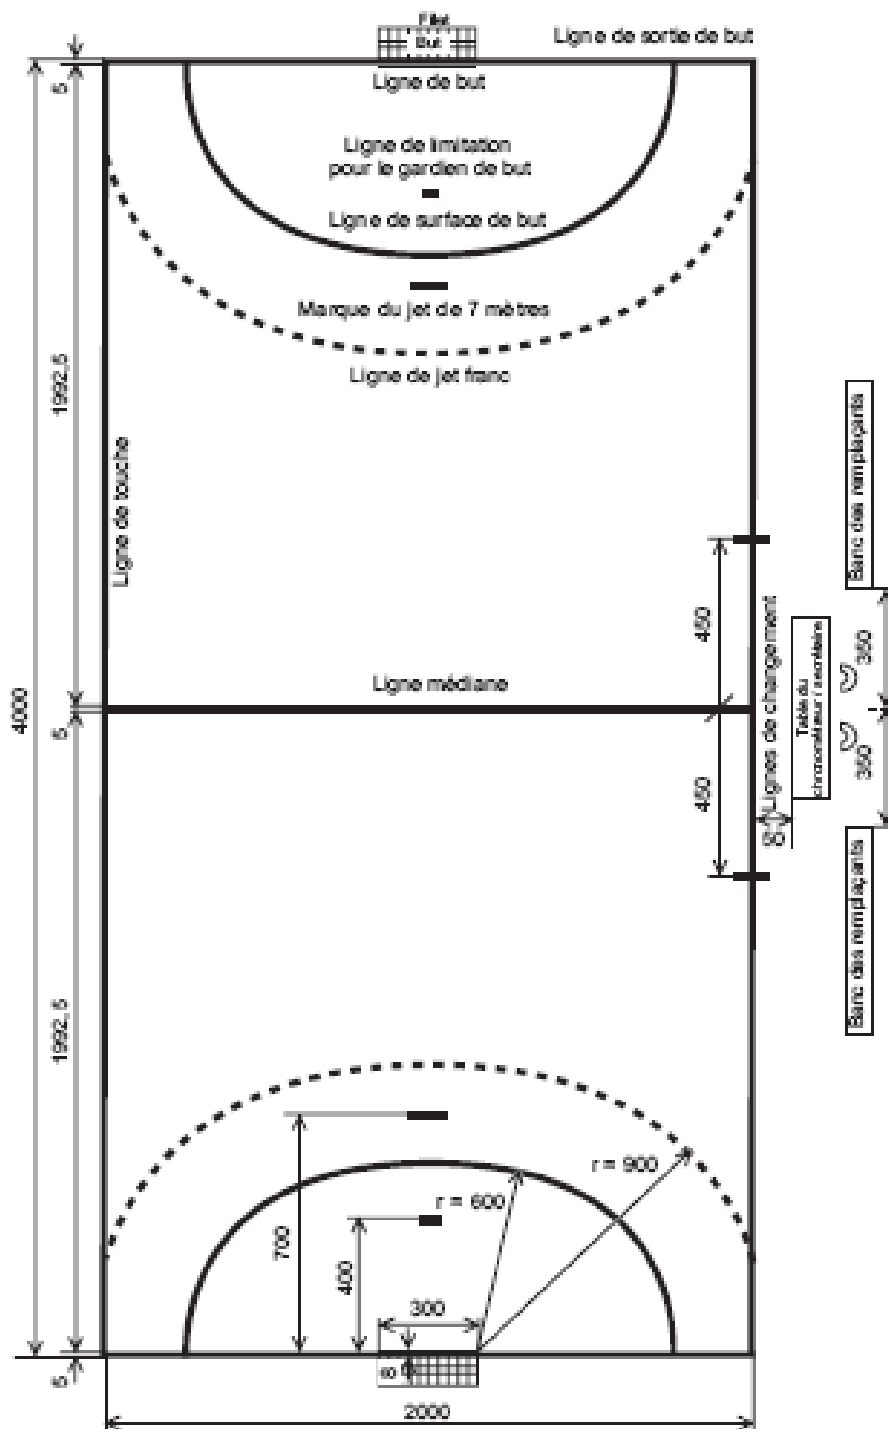 Filet
But
Ligne de sortie de but
5
Ligne de but
Ligne de limitation
pour le gardien de but
Ligne de surface de but
Marque du jet de 7 mètres
Ligne de jet franc
1992,5
Ligne de touche
Banc des remplaçants
450
350
Ligne médiane
4000
5
Lignes de changement
Table du
chronométreur / secrétaire
450
350
50
Banc des remplaçants
1992,5
r = 900
r = 600
700
400
300
5
8
2000